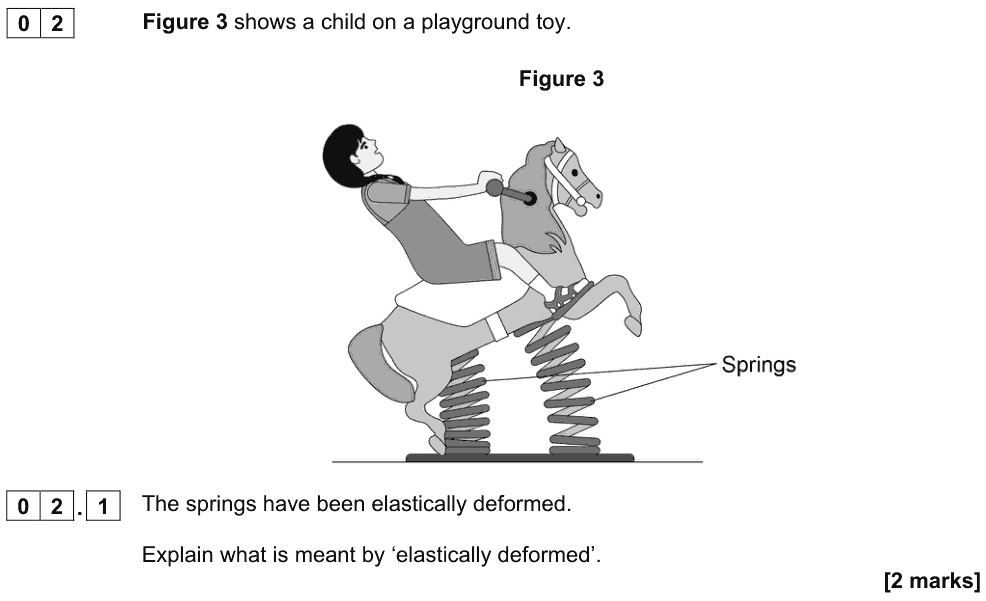 0 2 Figure 3 shows a child on a playground toy.
Figure 3
Springs
0 2 . 1 The springs have been elastically deformed.
Explain what is meant by ‘elastically deformed’.
[2 marks]